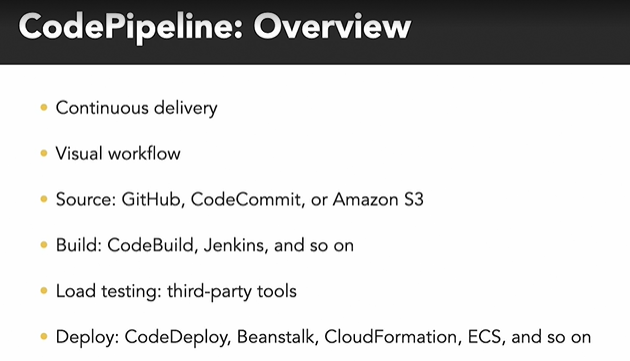 CodePipeline: Overview
• Continuous delivery
• Visual workflow
• Source: GitHub, CodeCommit, or Amazon S3
• Build: CodeBuild, Jenkins, and so on
• Load testing: third-party tools
• Deploy: CodeDeploy, Beanstalk, CloudFormation, ECS, and so on